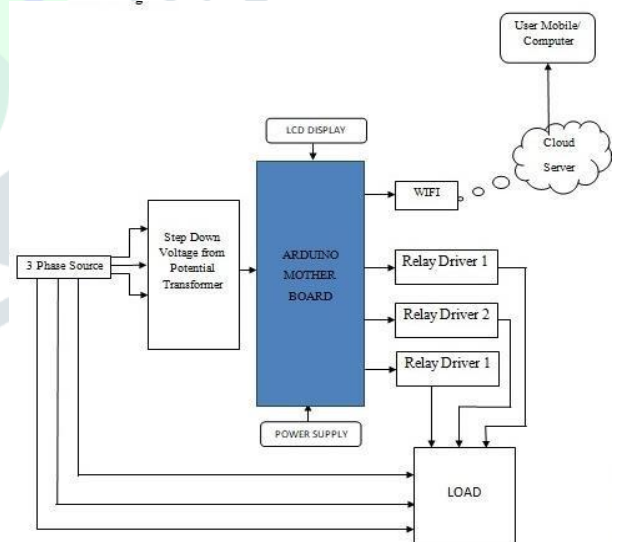 User Mobile/
Computer
LCD DISPLAY
Cloud
Server
WIFI
Step Down
Voltage from
Potential
Transformer
ARDUINO
MOTHER
BOARD
3 Phase Source
Relay Driver 1
Relay Driver 2
Relay Driver 1
POWER SUPPLY
LOAD